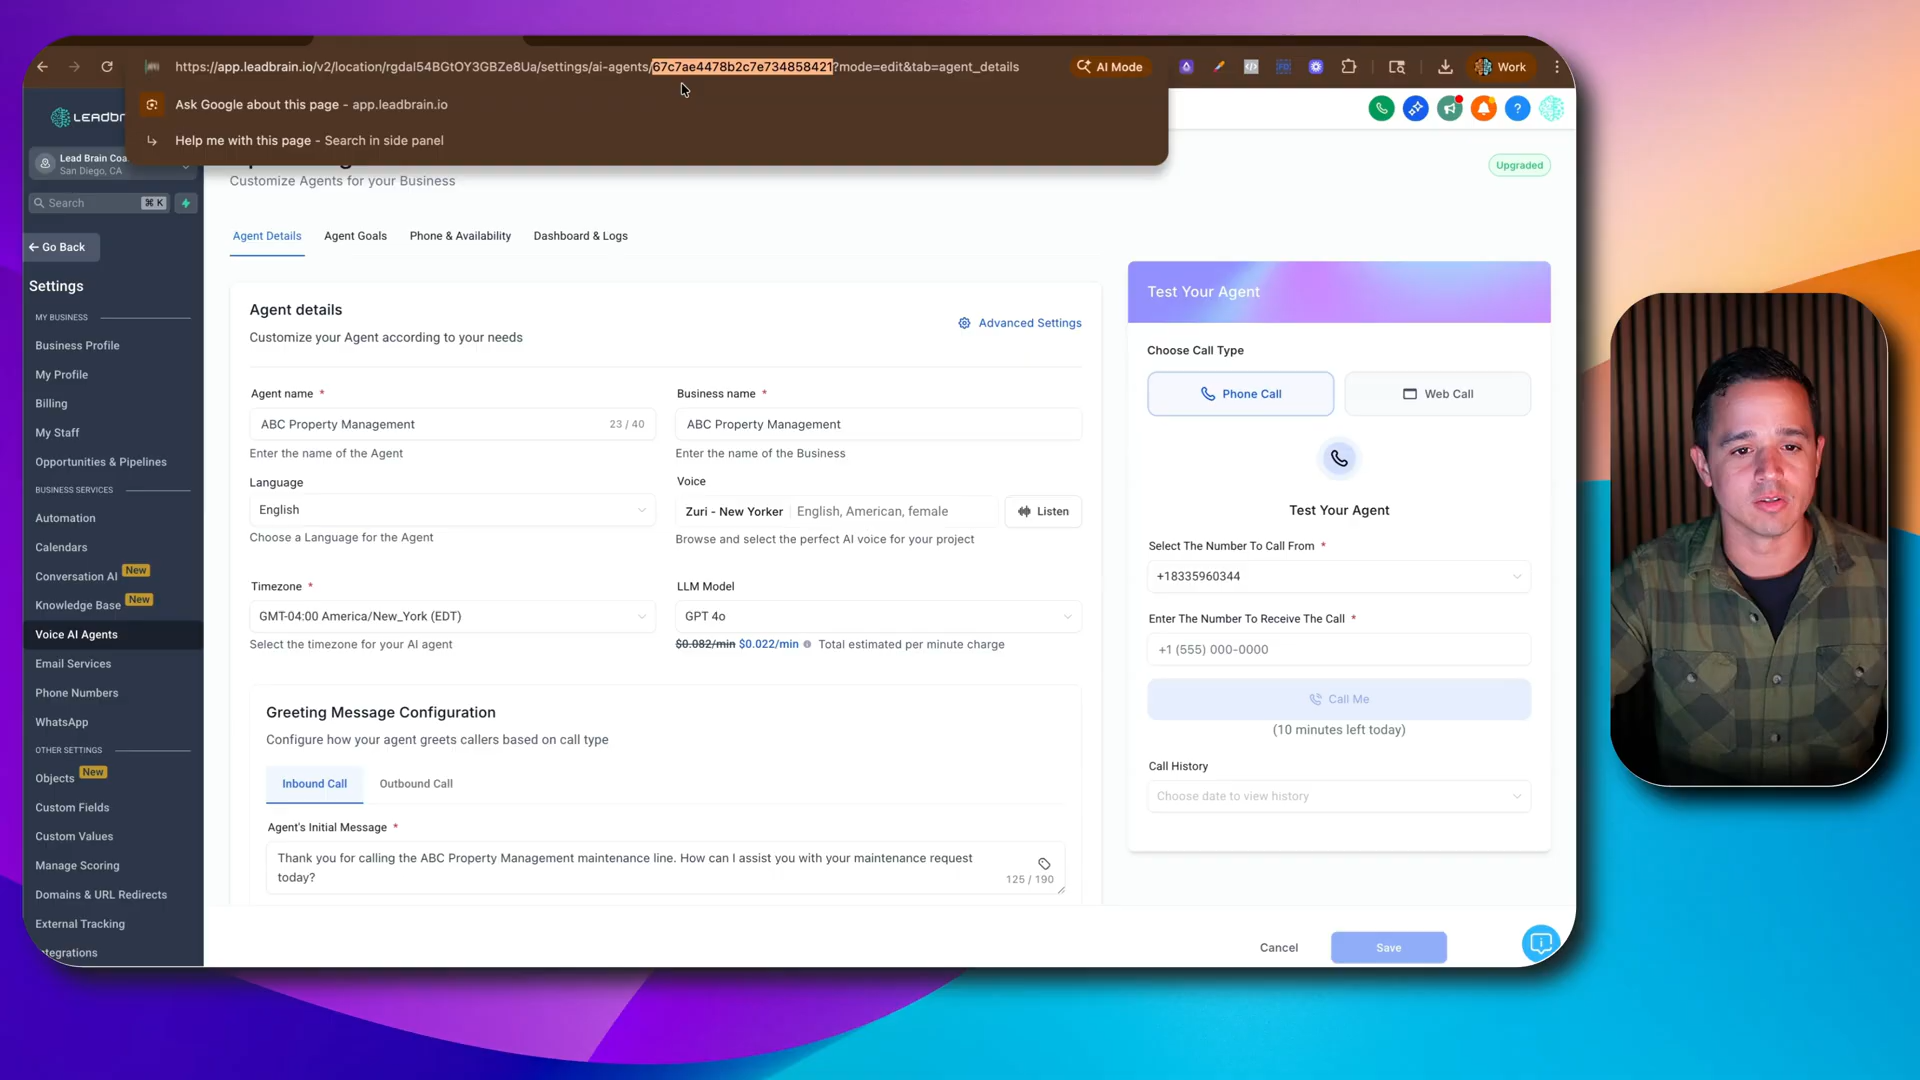 https://app.leadbrain.io/v2/location/rgdal54BGtOY3GBZe8Ua/settings/ai-agents/67c7ae4478b2c7e734858421?mode=edit&tab=agent_details
AI Mode
Work
Ask Google about this page - app.leadbrain.io
Help me with this page - Search in side panel
Lead Brain Coa
San Diego, CA
Search
⌘ K
Go Back
Settings
MY BUSINESS
Business Profile
My Profile
Billing
My Staff
Opportunities & Pipelines
BUSINESS SERVICES
Automation
Calendars
Conversation AI New
Knowledge Base New
Voice AI Agents
Email Services
Phone Numbers
WhatsApp
OTHER SETTINGS
Objects New
Custom Fields
Custom Values
Manage Scoring
Domains & URL Redirects
External Tracking
tegrations
Customize Agents for your Business
Upgraded
Agent Details
Agent Goals
Phone & Availability
Dashboard & Logs
Agent details
Customize your Agent according to your needs
Advanced Settings
Agent name *
ABC Property Management
23 / 40
Enter the name of the Agent
Business name *
ABC Property Management
Enter the name of the Business
Language
English
Choose a Language for the Agent
Voice
Zuri - New Yorker English, American, female
Listen
Browse and select the perfect AI voice for your project
Timezone *
GMT-04:00 America/New_York (EDT)
Select the timezone for your AI agent
LLM Model
GPT 4o
$0.082/min $0.022/min Total estimated per minute charge
Greeting Message Configuration
Configure how your agent greets callers based on call type
Inbound Call
Outbound Call
Agent's Initial Message *
Thank you for calling the ABC Property Management maintenance line. How can I assist you with your maintenance request
today?
125 / 190
Test Your Agent
Choose Call Type
Phone Call
Web Call
Test Your Agent
Select The Number To Call From *
+18335960344
Enter The Number To Receive The Call *
+1 (555) 000-0000
Call Me
(10 minutes left today)
Call History
Choose date to view history
Cancel
Save